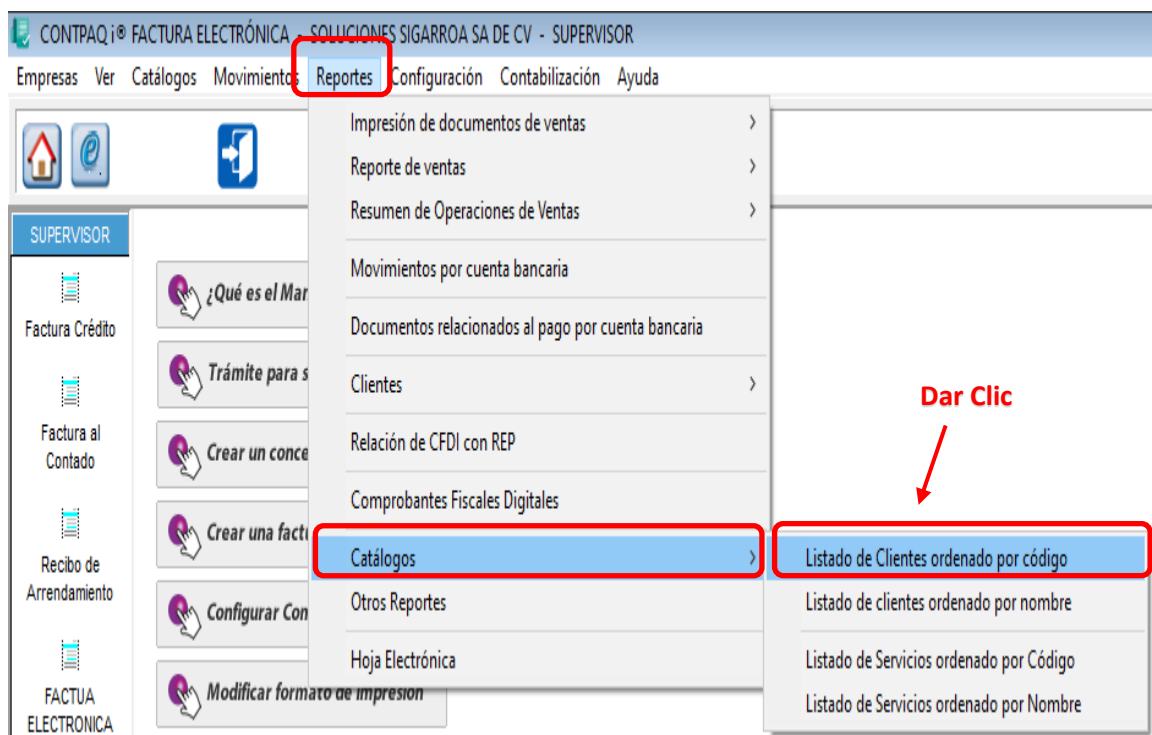 CONTPAQ i® FACTURA ELECTRÓNICA - SOLUCIONES SIGARROA SA DE CV - SUPERVISOR
Empresas Ver Catálogos Movimientos Reportes Configuración Contabilización Ayuda
Impresión de documentos de ventas
Reporte de ventas
Resumen de Operaciones de Ventas
Movimientos por cuenta bancaria
Documentos relacionados al pago por cuenta bancaria
Clientes
Relación de CFDI con REP
Comprobantes Fiscales Digitales
Catálogos
Otros Reportes
Hoja Electrónica
Dar Clic
Listado de Clientes ordenado por código
Listado de clientes ordenado por nombre
Listado de Servicios ordenado por Código
Listado de Servicios ordenado por Nombre
SUPERVISOR
Factura Crédito
Factura al
Contado
Recibo de
Arrendamiento
FACTUA
ELECTRONICA
¿Qué es el Mar
Trámite para s
Crear un conce
Crear una factu
Configurar Con
Modificar formato de impresión